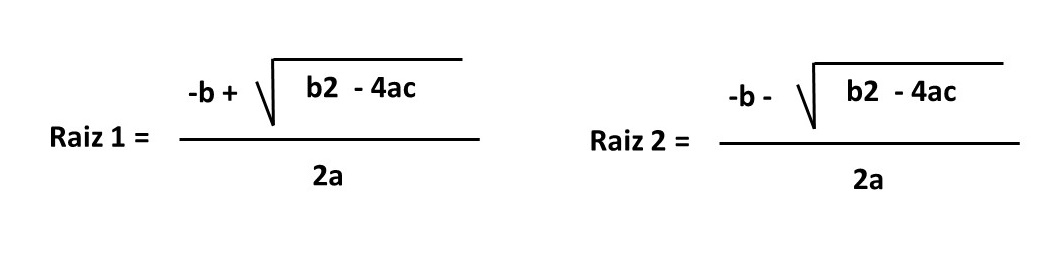 Raiz 1 = -b + √ b2 - 4ac
2a
Raiz 2 = -b - √ b2 - 4ac
2a